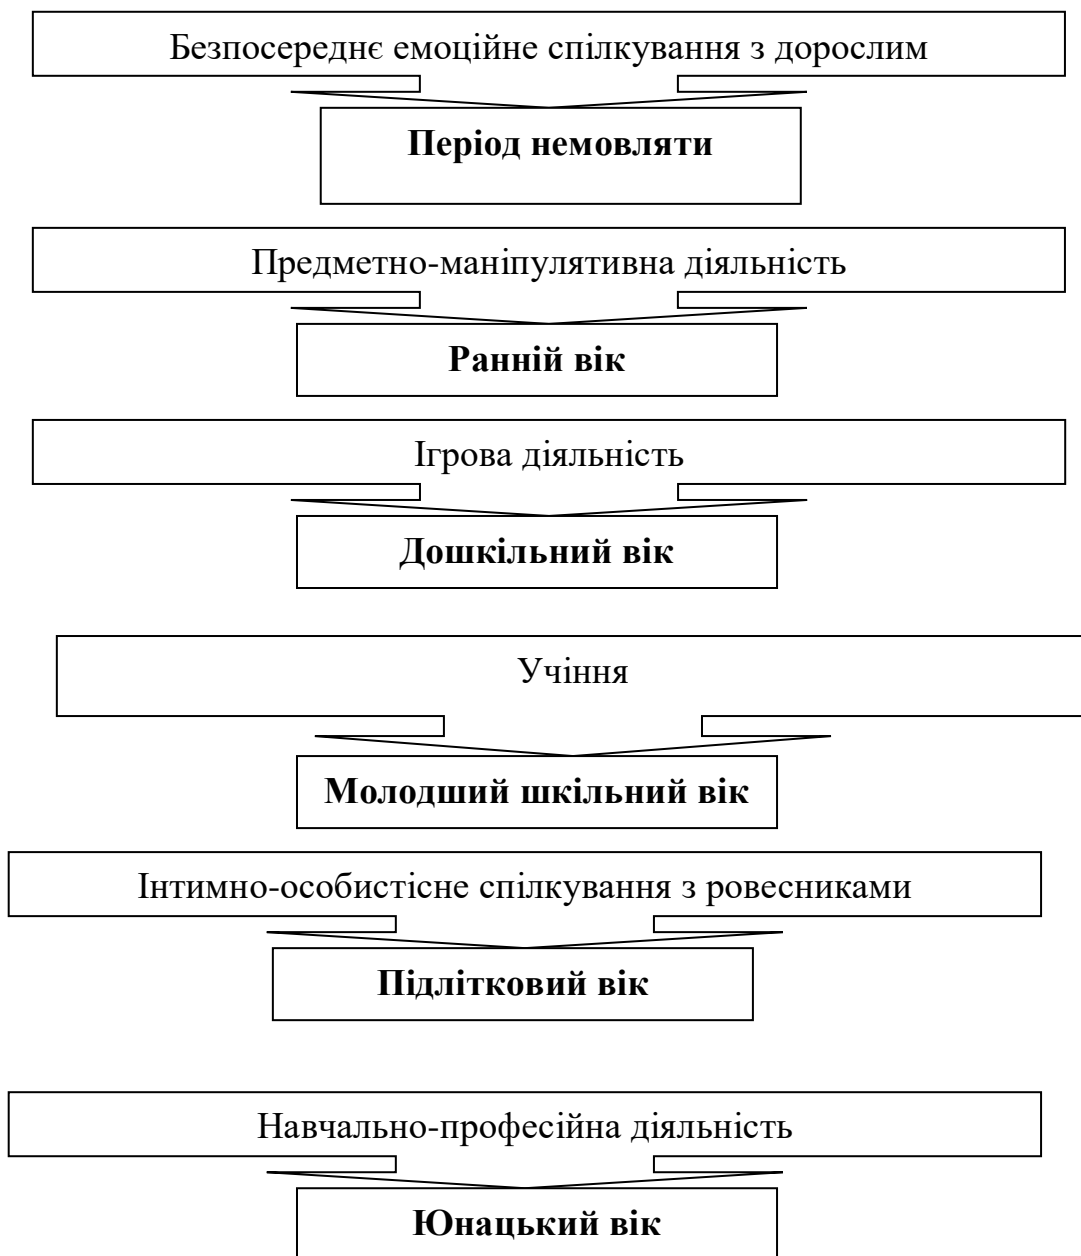 Безпосереднє емоційне спілкування з дорослим
Період немовляти
Предметно-маніпулятивна діяльність
Ранній вік
Ігрова діяльність
Дошкільний вік
Учіння
Молодший шкільний вік
Інтимно-особистісне спілкування з ровесниками
Підлітковий вік
Навчально-професійна діяльність
Юнацький вік